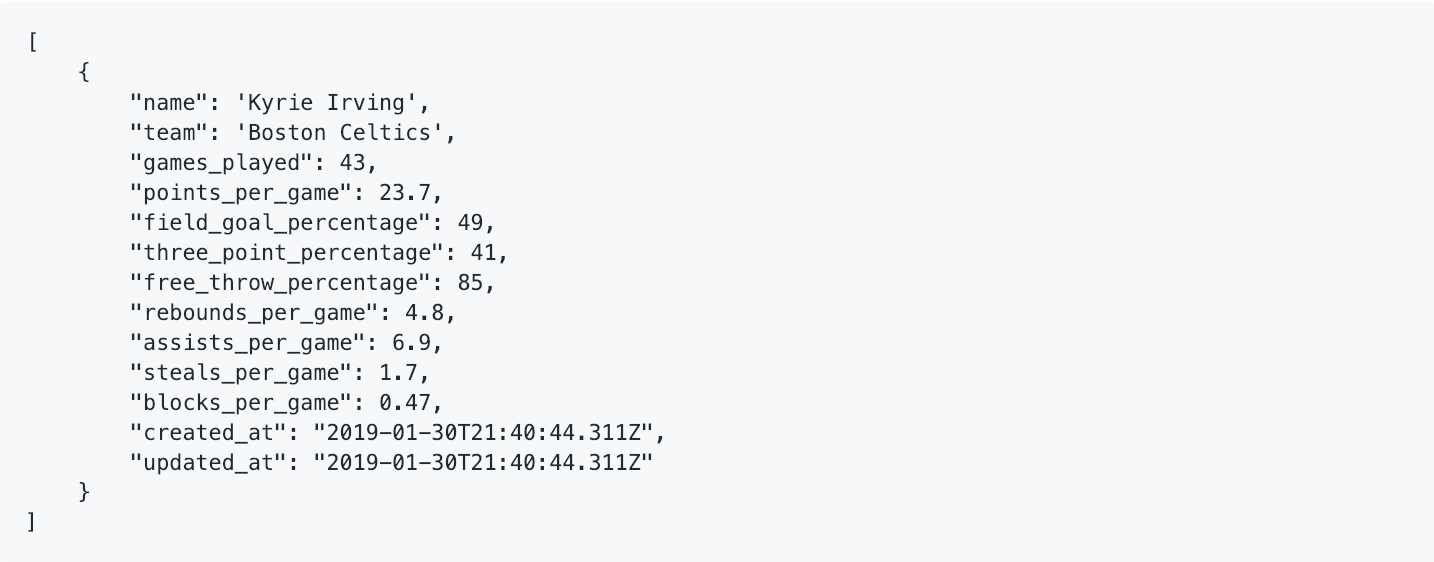 [
    {
        "name": 'Kyrie Irving',
        "team": 'Boston Celtics',
        "games_played": 43,
        "points_per_game": 23.7,
        "field_goal_percentage": 49,
        "three_point_percentage": 41,
        "free_throw_percentage": 85,
        "rebounds_per_game": 4.8,
        "assists_per_game": 6.9,
        "steals_per_game": 1.7,
        "blocks_per_game": 0.47,
        "created_at": "2019-01-30T21:40:44.311Z",
        "updated_at": "2019-01-30T21:40:44.311Z"
    }
]